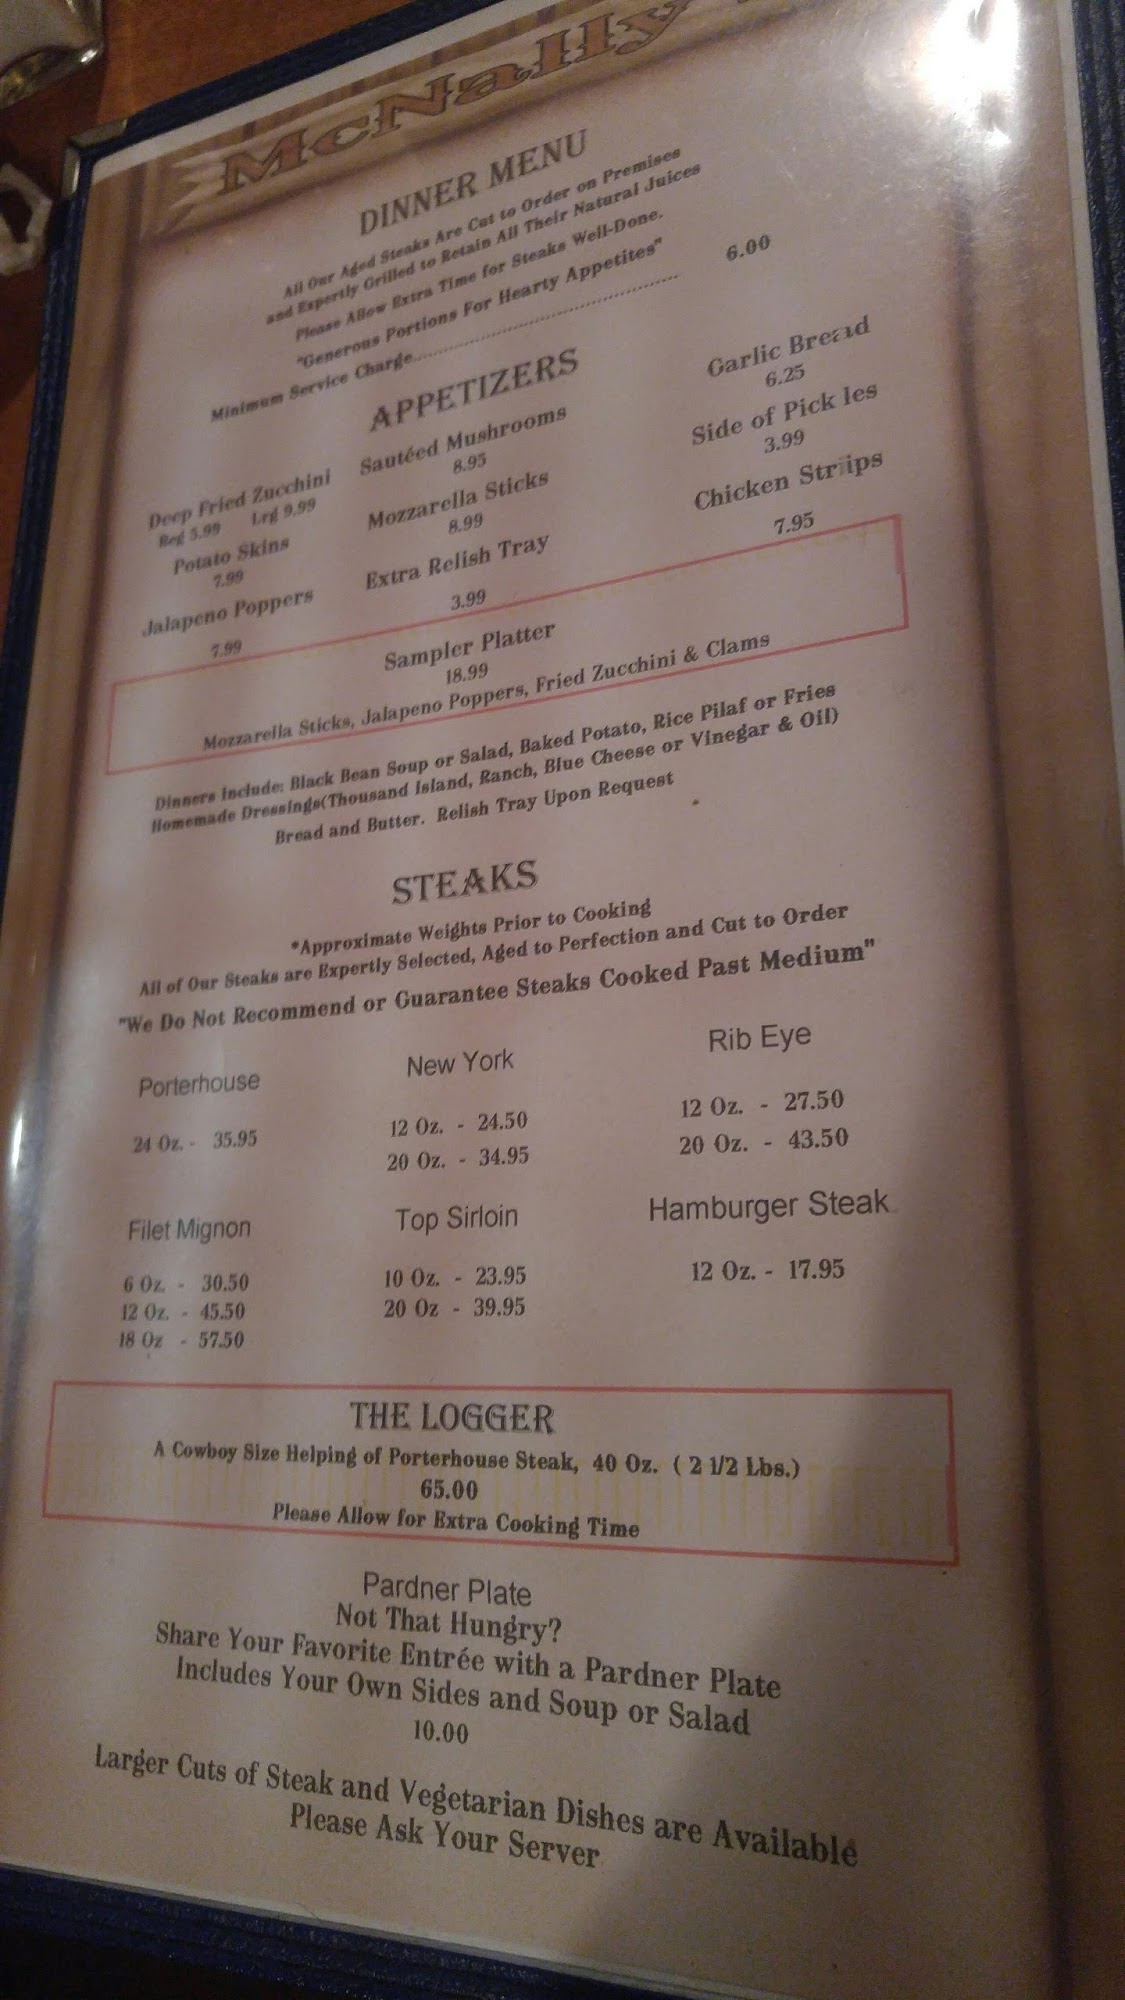 McNally
DINNER MENU
All Our Aged Steaks Are Cut to Order on Premises
and Expertly Grilled to Retain All Their Natural Juices
Please Allow Extra Time for Steaks Well-Done.
"Generous Portions For Hearty Appetites"
Minimum Service Charge........................................................ 6.00
APPETIZERS
Deep Fried Zucchini Sautéed Mushrooms Garlic Bread
Reg 5.99 Lrg 9.99 8.95 6.25
Potato Skins Mozzarella Sticks Side of Pickles
7.99 8.99 3.99
Jalapeno Poppers Extra Relish Tray Chicken Strips
7.99 3.99 7.95
Sampler Platter
18.99
Mozzarella Sticks, Jalapeno Poppers, Fried Zucchini & Clams
Dinners Include: Black Bean Soup or Salad, Baked Potato, Rice Pilaf or Fries
Homemade Dressings(Thousand Island, Ranch, Blue Cheese or Vinegar & Oil)
Bread and Butter. Relish Tray Upon Request
STEAKS
*Approximate Weights Prior to Cooking
All of Our Steaks are Expertly Selected, Aged to Perfection and Cut to Order
"We Do Not Recommend or Guarantee Steaks Cooked Past Medium"
Porterhouse New York Rib Eye
24 Oz. - 35.95 12 Oz. - 24.50 12 Oz. - 27.50
20 Oz. - 34.95 20 Oz. - 43.50
Filet Mignon Top Sirloin Hamburger Steak
6 Oz. - 30.50 10 Oz. - 23.95 12 Oz. - 17.95
12 Oz. - 45.50 20 Oz - 39.95
18 Oz - 57.50
THE LOGGER
A Cowboy Size Helping of Porterhouse Steak, 40 Oz. ( 2 1/2 Lbs.)
65.00
Please Allow for Extra Cooking Time
Pardner Plate
Not That Hungry?
Share Your Favorite Entrée with a Pardner Plate
Includes Your Own Sides and Soup or Salad
10.00
Larger Cuts of Steak and Vegetarian Dishes are Available
Please Ask Your Server